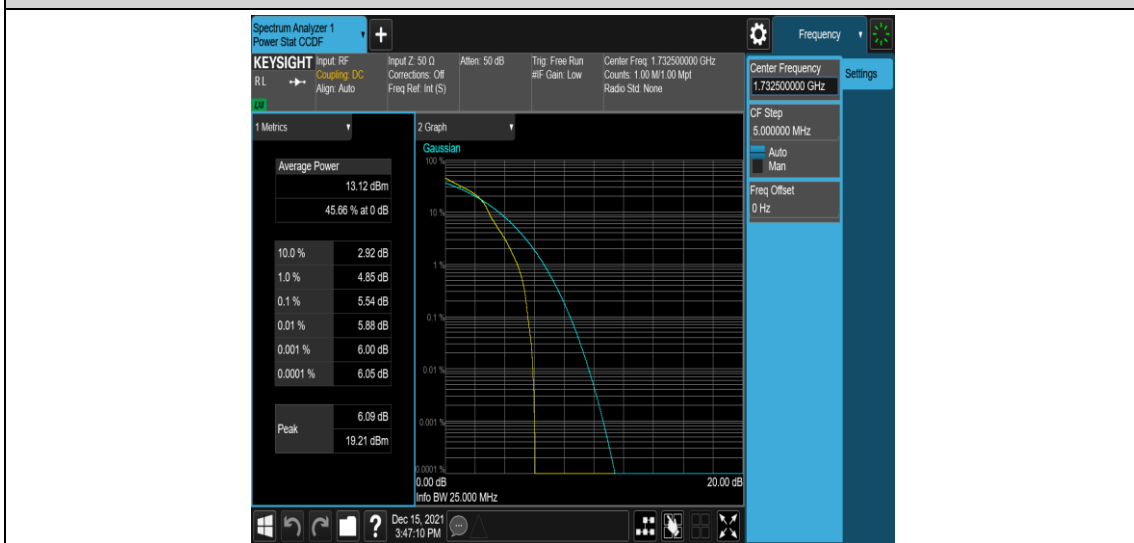 Spectrum Analyzer 1
Power Stat CCDF
+
Frequency
KEYSIGHT
RL
LXI
Input: RF
Coupling: DC
Align: Auto
Input Z: 50 Ω
Corrections: Off
Freq Ref: Int (S)
Atten: 50 dB
Trig: Free Run
#IF Gain: Low
Center Freq: 1.732500000 GHz
Counts: 1.00 M/1.00 Mpt
Radio Std: None
Center Frequency
1.732500000 GHz
Settings
CF Step
5.000000 MHz
Auto
Man
Freq Offset
0 Hz
1 Metrics
Average Power
13.12 dBm
45.66 % at 0 dB
10.0 % 2.92 dB
1.0 % 4.85 dB
0.1 % 5.54 dB
0.01 % 5.88 dB
0.001 % 6.00 dB
0.0001 % 6.05 dB
Peak
6.09 dB
19.21 dBm
2 Graph
Gaussian
100 %
10 %
1 %
0.1 %
0.01 %
0.001 %
0.0001 %
0.00 dB 20.00 dB
Info BW 25.000 MHz
?
Dec 15, 2021
3:47:10 PM